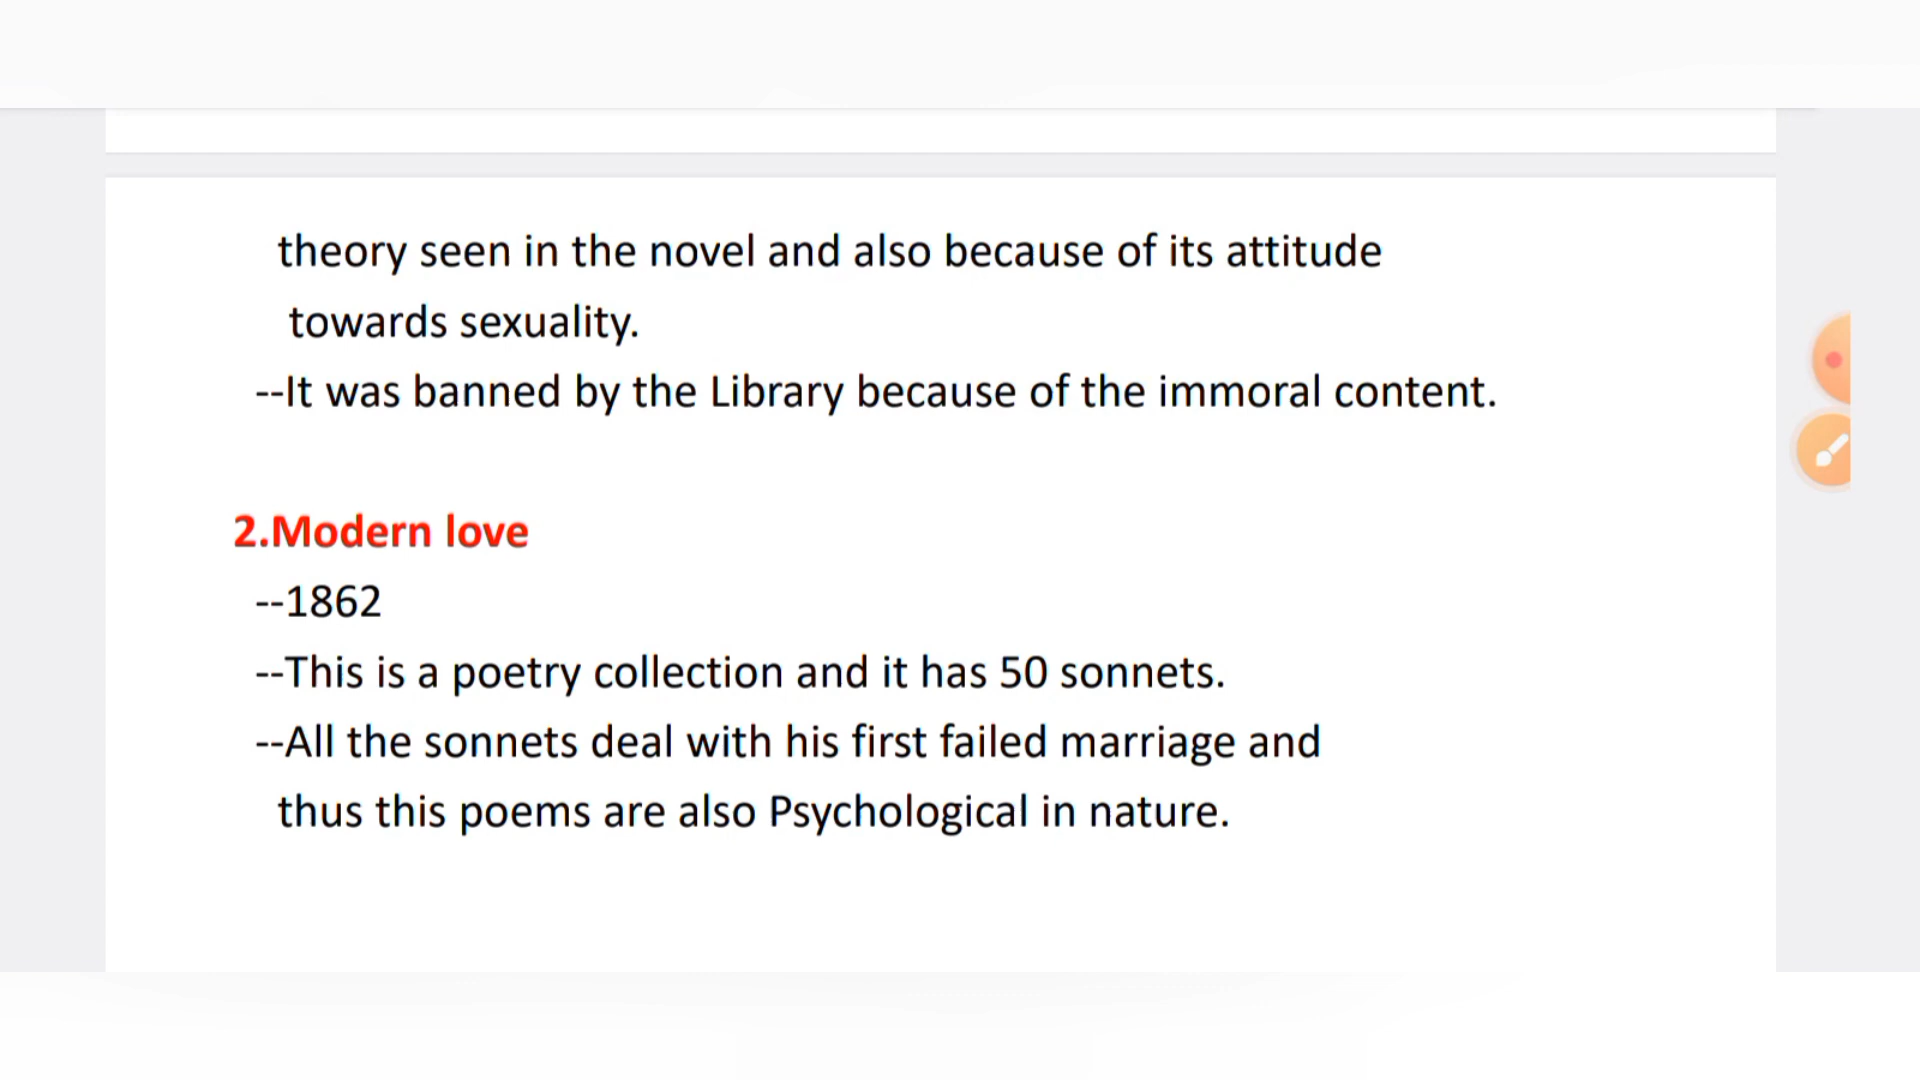 theory seen in the novel and also because of its attitude
towards sexuality.
--It was banned by the Library because of the immoral content.
2.Modern love
--1862
--This is a poetry collection and it has 50 sonnets.
--All the sonnets deal with his first failed marriage and
thus this poems are also Psychological in nature.